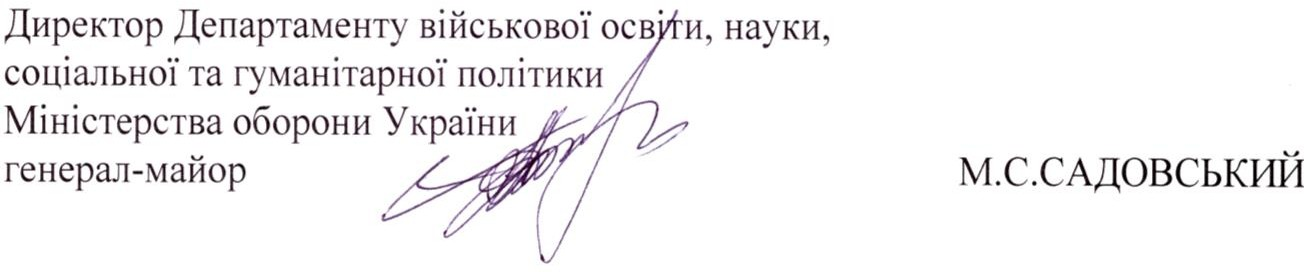 Директор Департаменту військової освіти, науки,
соціальної та гуманітарної політики
Міністерства оборони України
генерал-майор М.С.САДОВСЬКИЙ